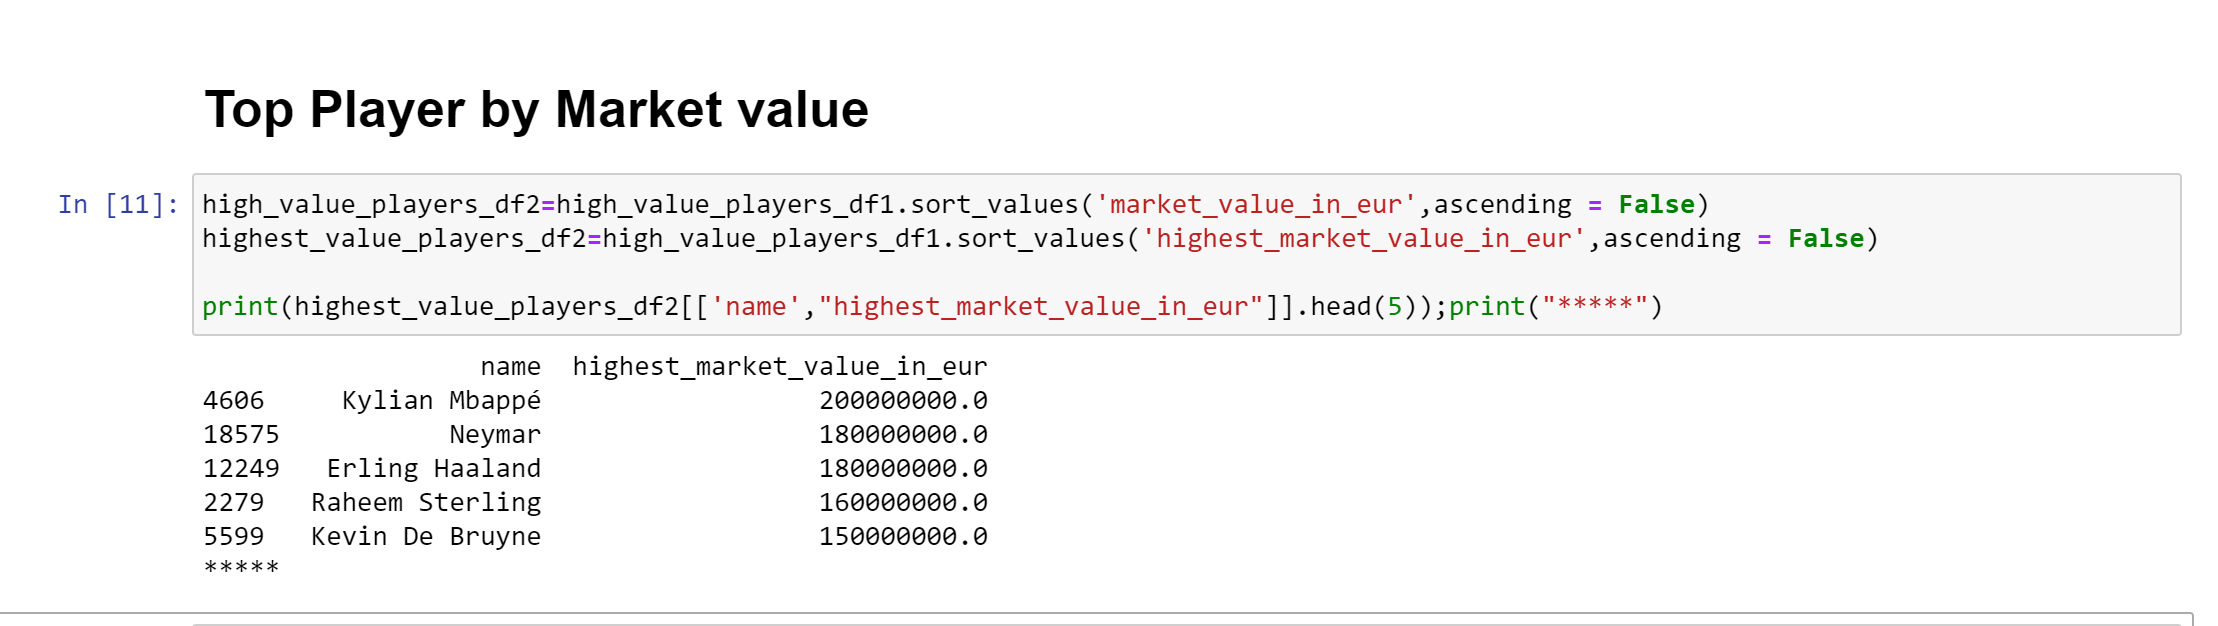 Top Player by Market value
In [11]:
high_value_players_df2=high_value_players_df1.sort_values('market_value_in_eur',ascending = False)
highest_value_players_df2=high_value_players_df1.sort_values('highest_market_value_in_eur',ascending = False)
print(highest_value_players_df2[['name',"highest_market_value_in_eur"]].head(5));print("*****")
name highest_market_value_in_eur
4606 Kylian Mbappé 200000000.0
18575 Neymar 180000000.0
12249 Erling Haaland 180000000.0
2279 Raheem Sterling 160000000.0
5599 Kevin De Bruyne 150000000.0
*****